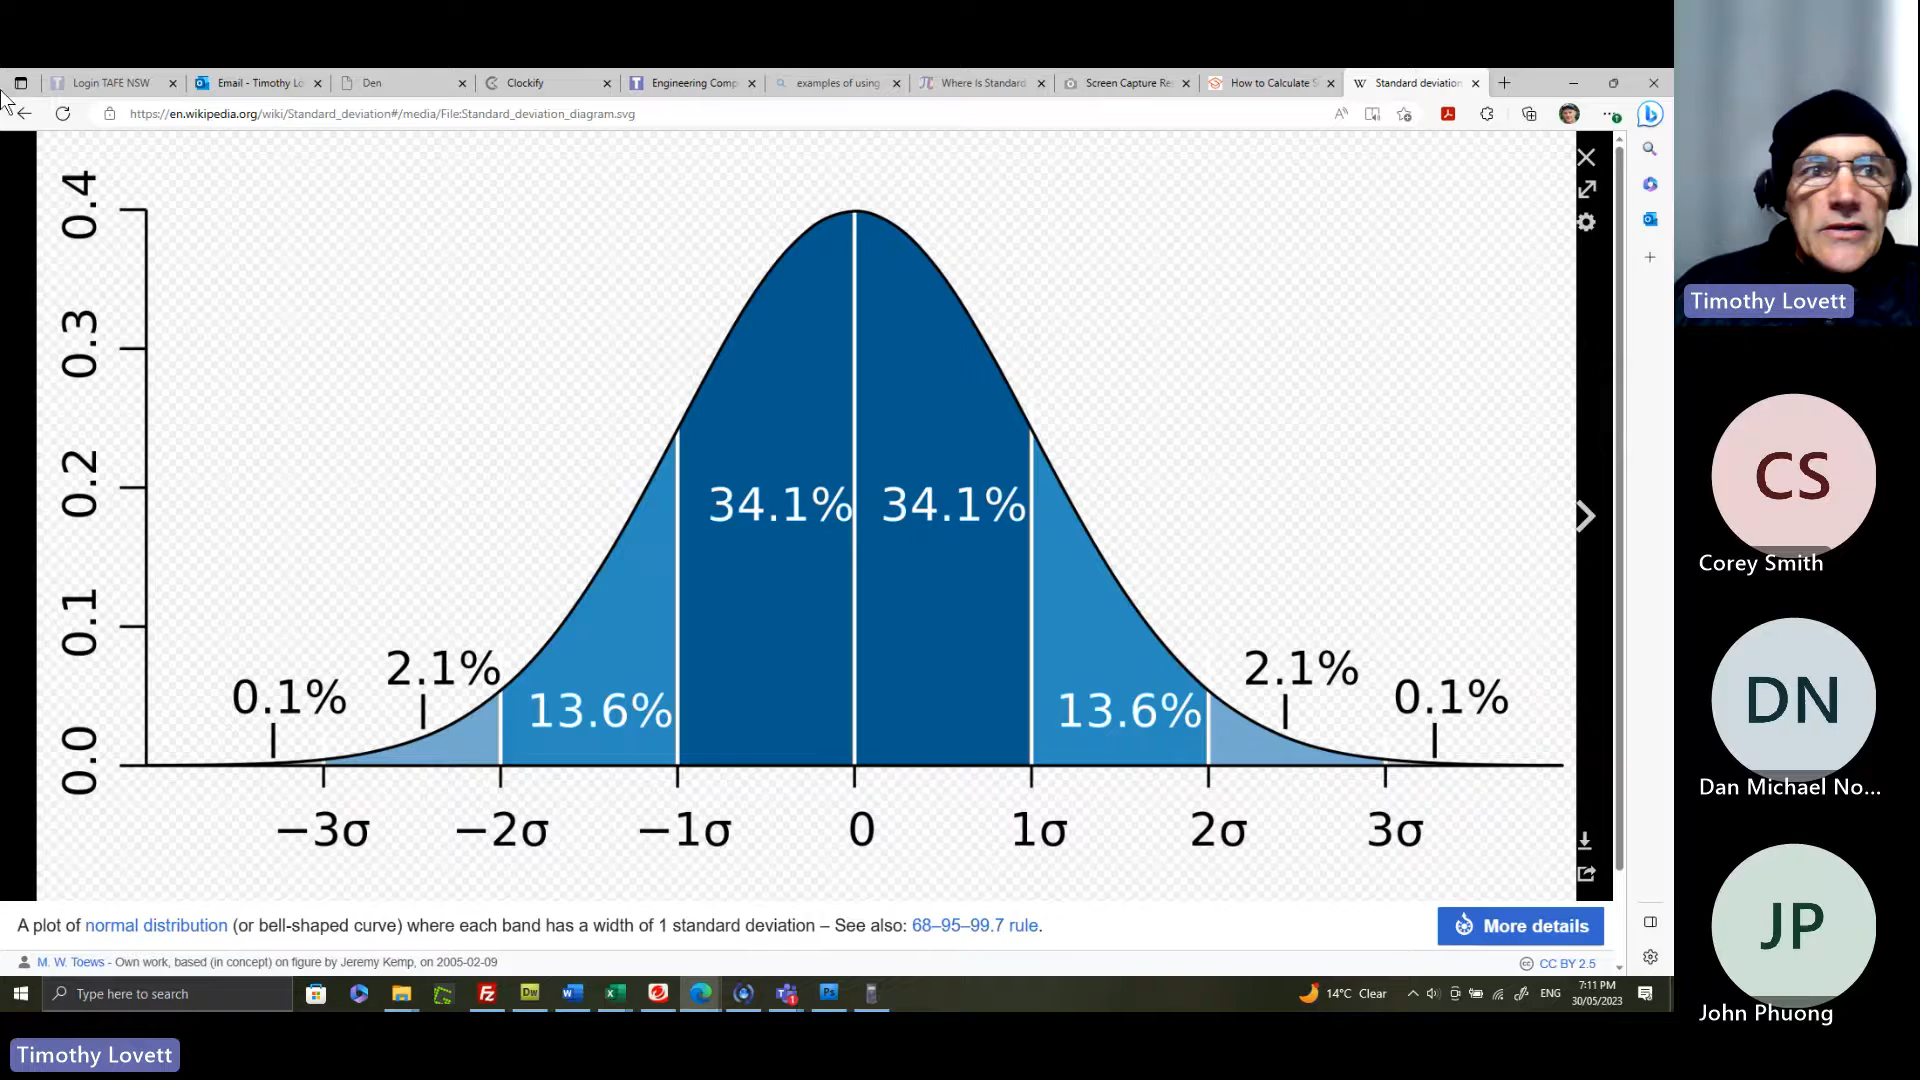 Login TAFE NSW
Email - Timothy Lo
Den
Clockify
Engineering Comp
examples of using
Where Is Standard
Screen Capture Re
How to Calculate S
Standard deviation
https://en.wikipedia.org/wiki/Standard_deviation#/media/File:Standard_deviation_diagram.svg
0.4
0.3
0.2
0.1
0.0
34.1% 34.1%
0.1% 2.1% 13.6% 13.6% 2.1% 0.1%
−3σ −2σ −1σ 0 1σ 2σ 3σ
A plot of normal distribution (or bell-shaped curve) where each band has a width of 1 standard deviation – See also: 68–95–99.7 rule.
More details
M. W. Toews - Own work, based (in concept) on figure by Jeremy Kemp, on 2005-02-09
CC BY 2.5
Type here to search
14°C Clear
ENG
7:11 PM
30/05/2023
Timothy Lovett
CS
Corey Smith
DN
Dan Michael No...
JP
John Phuong
Timothy Lovett